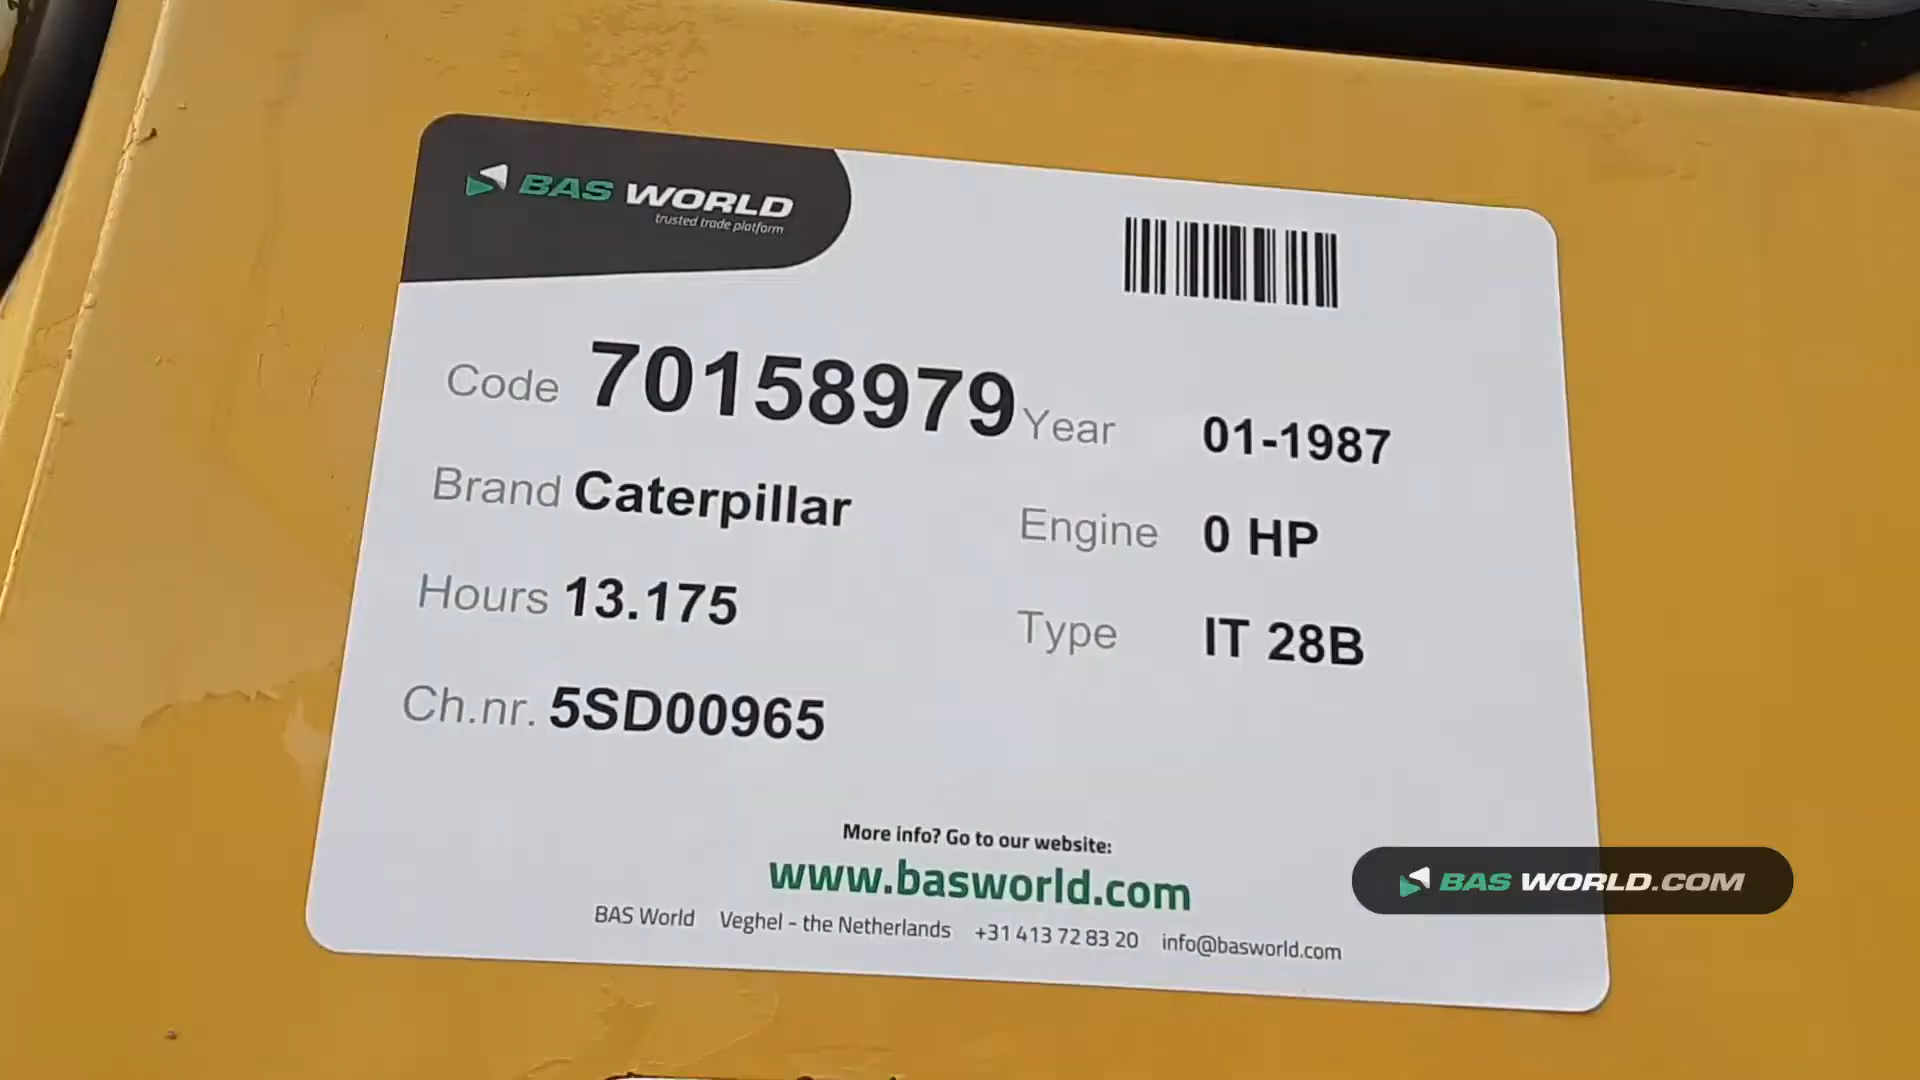 BAS WORLD
trusted trade platform
Code 70158979
Year 01-1987
Brand Caterpillar
Engine 0 HP
Hours 13.175
Type IT 28B
Ch.nr. 5SD00965
More info? Go to our website:
www.basworld.com
BAS World Veghel - the Netherlands +31 413 72 83 20 info@basworld.com
BAS WORLD.COM